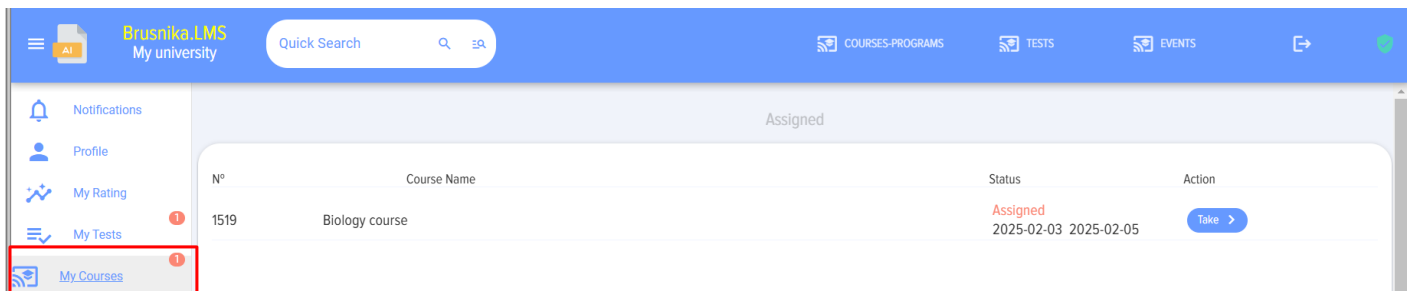 Brusnika.LMS
My university
AI
Quick Search
COURSES-PROGRAMS
TESTS
EVENTS
Notifications
Profile
My Rating
1
My Tests
1
My Courses
Assigned
Nº Course Name Status Action
1519 Biology course Assigned Take
2025-02-03 2025-02-05